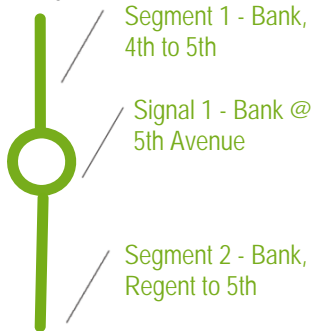 Segment 1 - Bank,
4th to 5th
Signal 1 - Bank @
5th Avenue
Segment 2 - Bank,
Regent to 5th